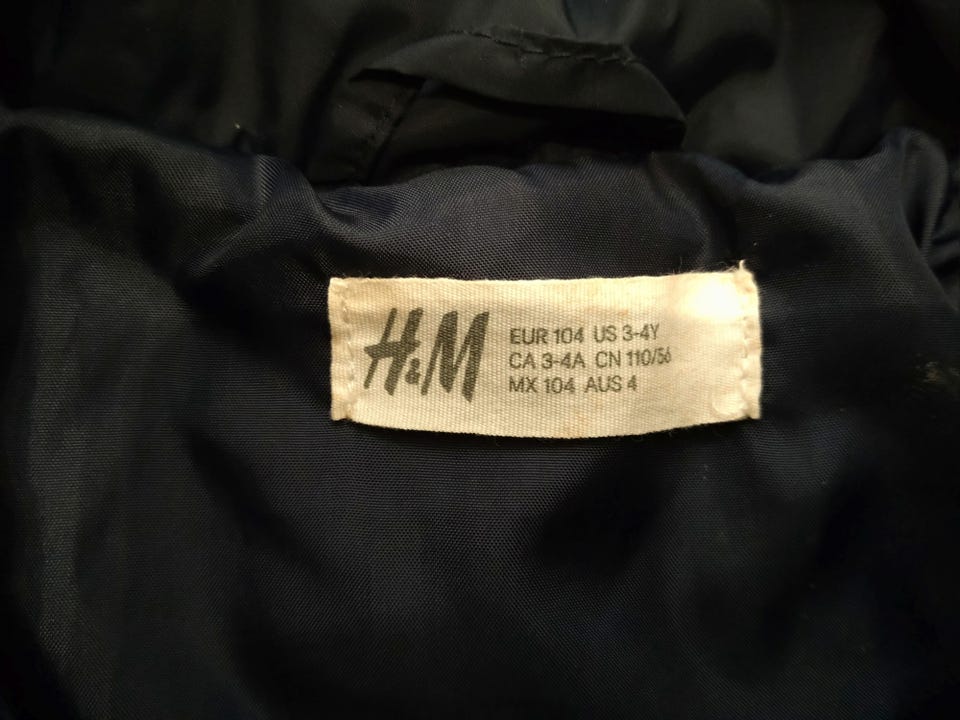 H&M
EUR 104 US 3-4Y
CA 3-4A CN 110/56
MX 104 AUS 4